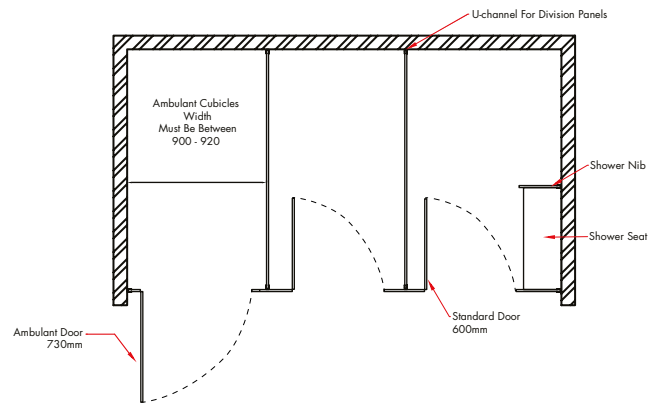 U-channel For Division Panels
Ambulant Cubicles
Width
Must Be Between
900 - 920
Shower Nib
Shower Seat
Ambulant Door
730mm
Standard Door
600mm